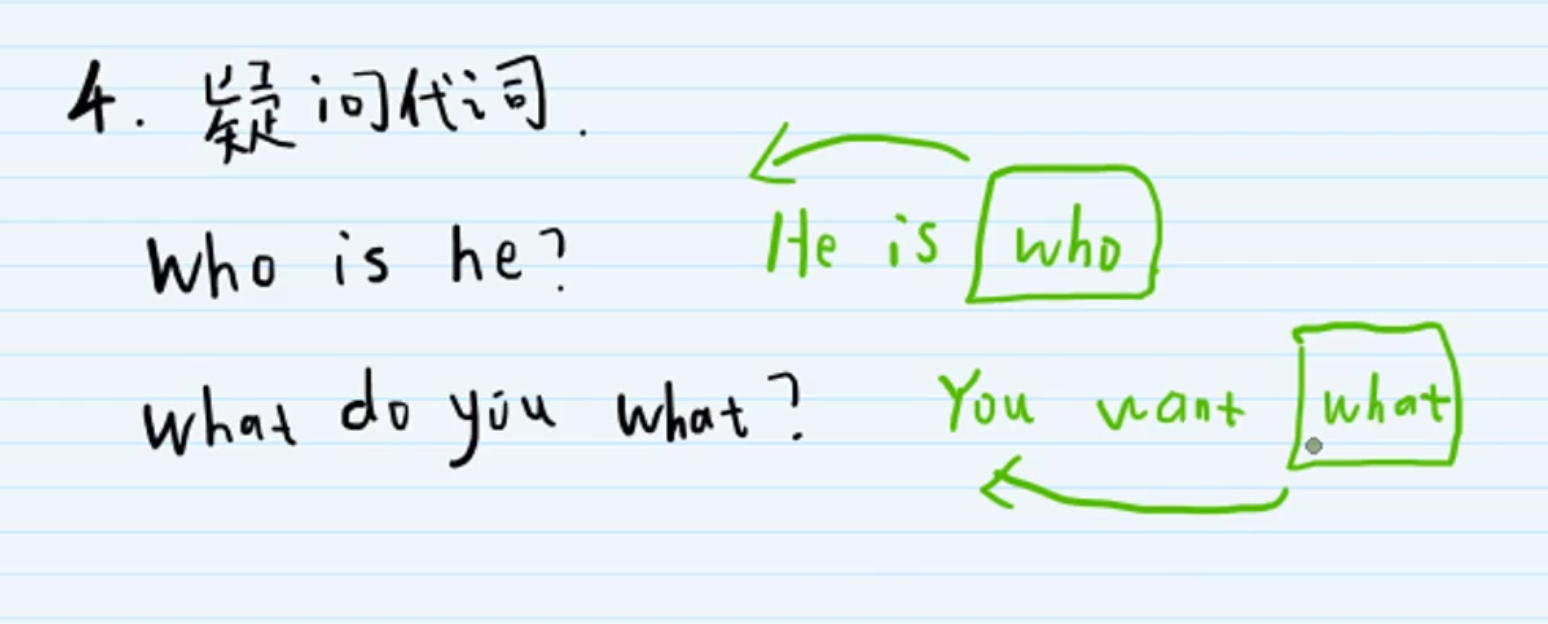 4. 疑问代词.
Who is he? He is who
What do you what? You want what